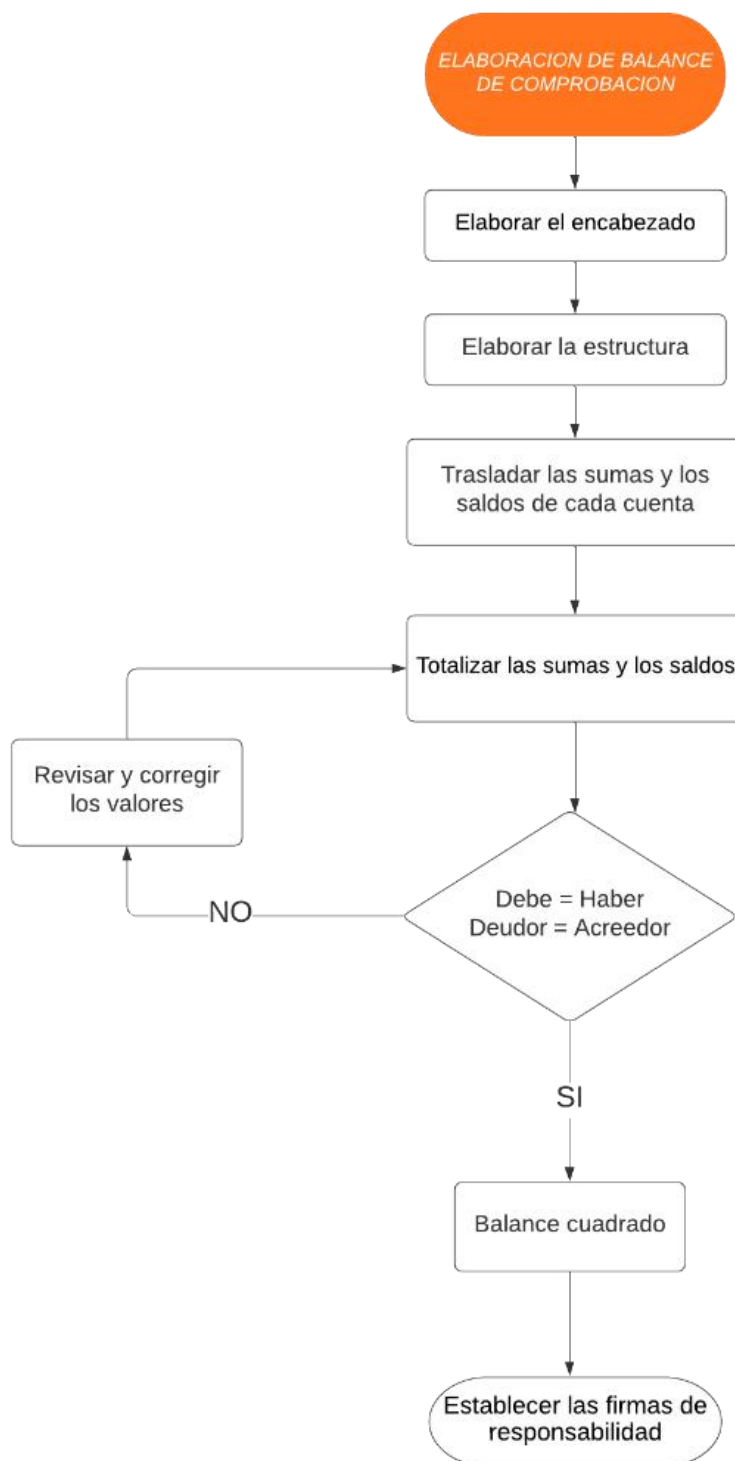 ELABORACION DE BALANCE
DE COMPROBACION
Elaborar el encabezado
Elaborar la estructura
Trasladar las sumas y los
saldos de cada cuenta
Totalizar las sumas y los saldos
Revisar y corregir
los valores
Debe = Haber
Deudor = Acreedor
NO
SI
Balance cuadrado
Establecer las firmas de
responsabilidad